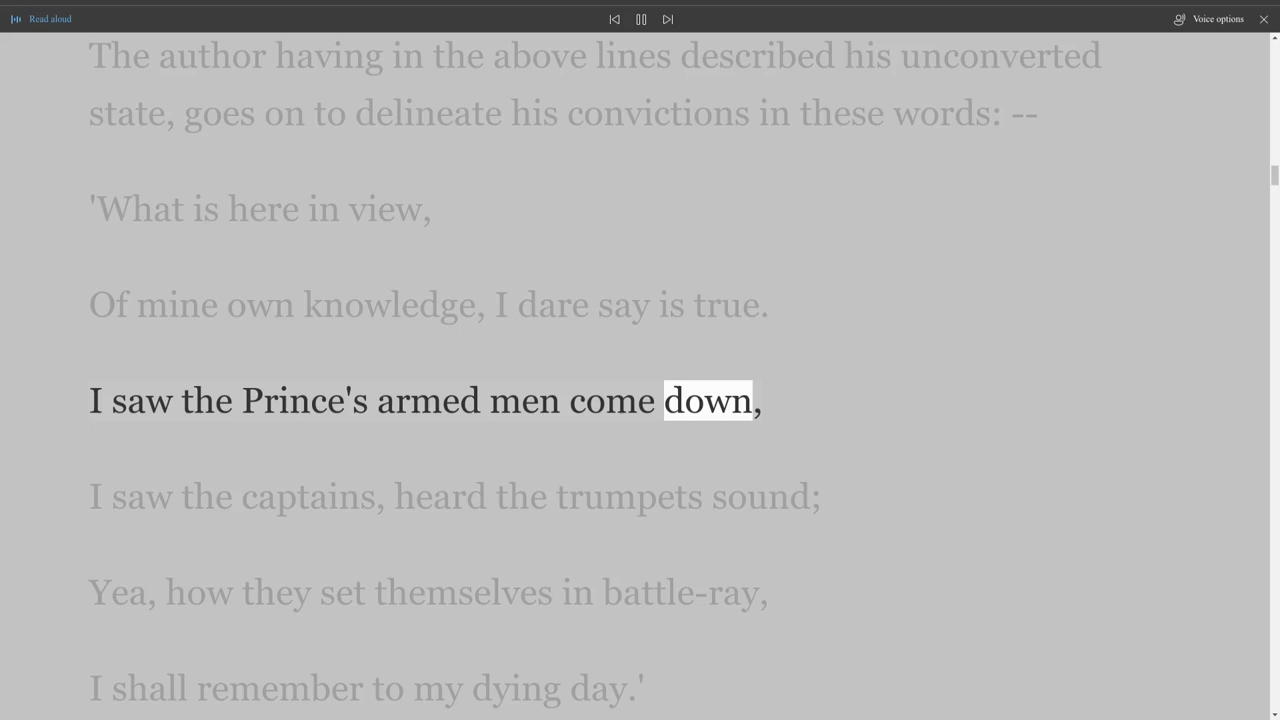 Read aloud
Voice options
The author having in the above lines described his unconverted
state, goes on to delineate his convictions in these words: --
'What is here in view,
Of mine own knowledge, I dare say is true.
I saw the Prince's armed men come down,
I saw the captains, heard the trumpets sound;
Yea, how they set themselves in battle-ray,
I shall remember to my dying day.'